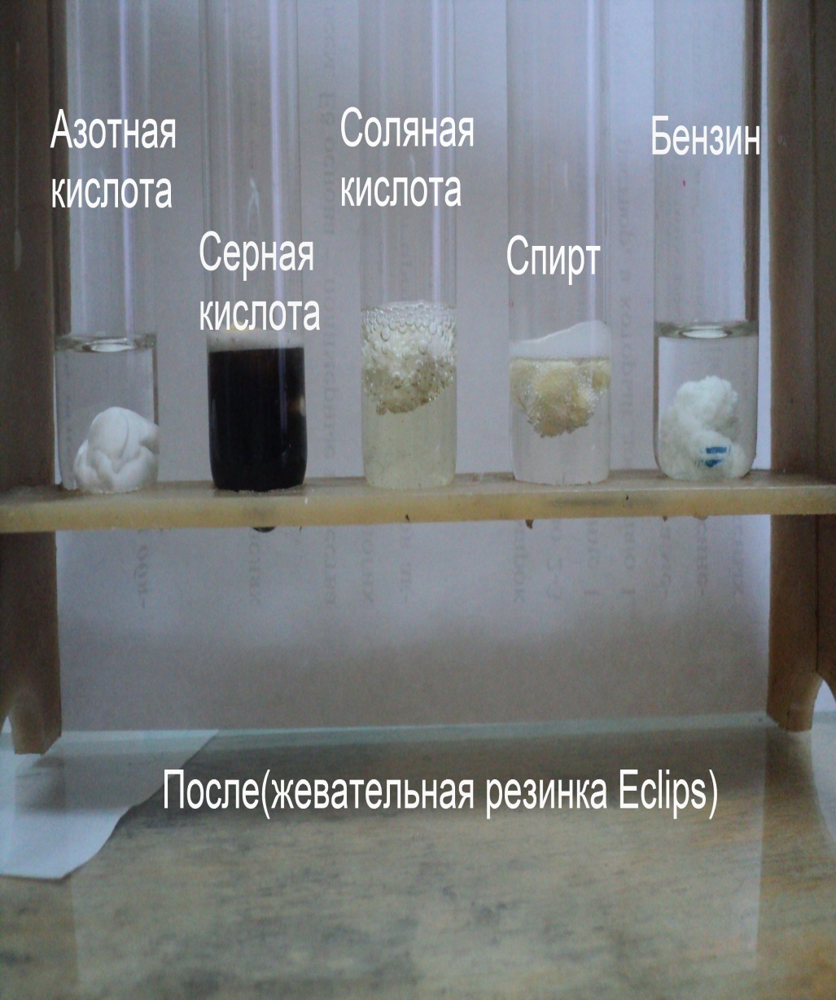 Азотная
кислота
Серная
кислота
Соляная
кислота
Спирт
Бензин
После(жевательная резинка Eclips)